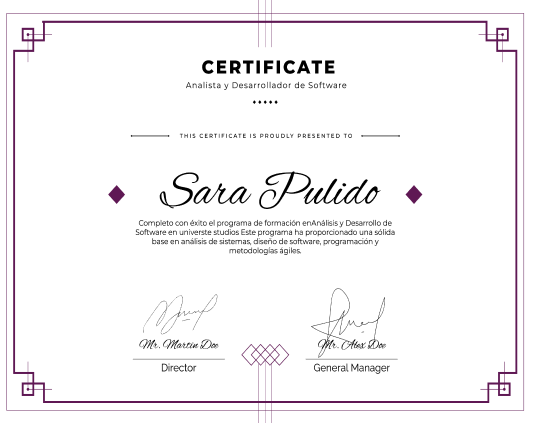 CERTIFICATE
Analista y Desarrollador de Software
THIS CERTIFICATE IS PROUDLY PRESENTED TO
Sara Pulido
Completo con éxito el programa de formación enAnálisis y Desarrollo de
Software en universte studios Este programa ha proporcionado una sólida
base en análisis de sistemas, diseño de software, programación y
metodologías ágiles.
Mr. Martin Doe Mr. Alex Doe
Director General Manager